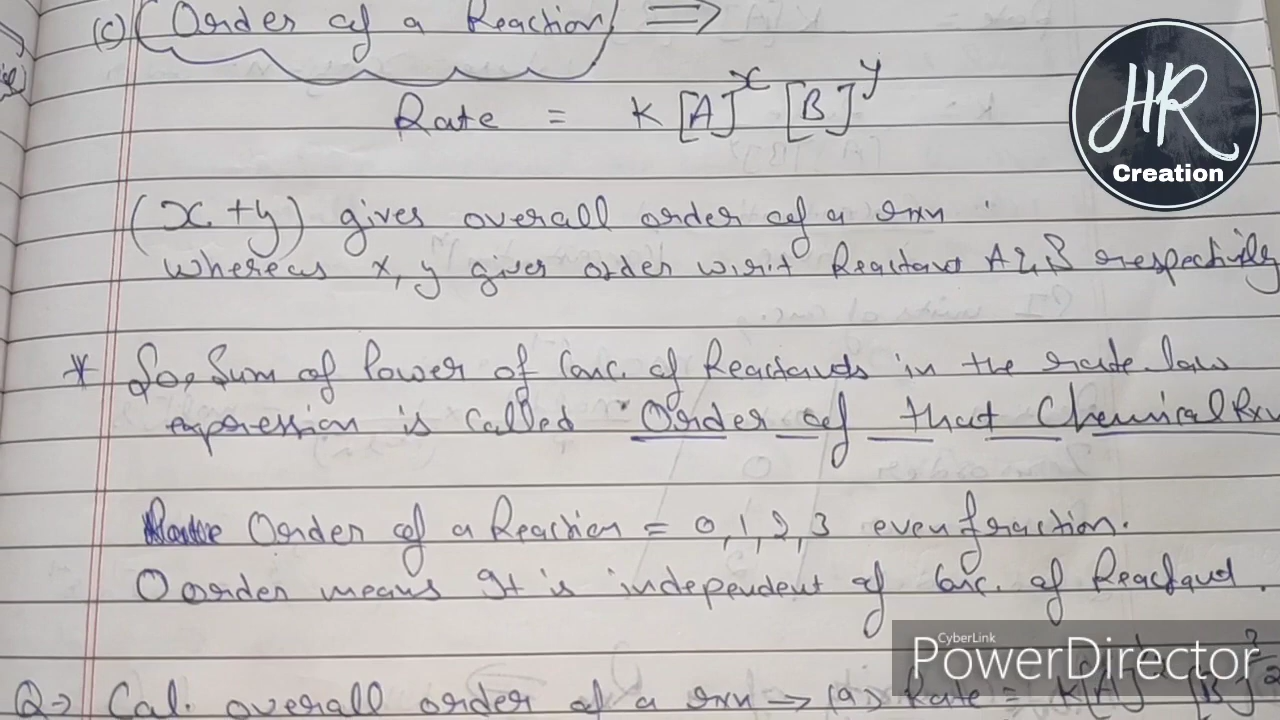 (c) (Order of a Reaction) ⟹
Rate = K [A]^x [B]^y
HR
Creation
(x + y) gives overall order of a rxn.
Whereas x, y gives order w.r.t Reactant A & B respectively
* So, Sum of Power of Conc. of Reactants in the rate law
expression is called Order of that Chemical Rxn
Order of a Reaction = 0, 1, 2, 3 even fraction.
0 order means It is independent of Conc. of Reactant.
CyberLink
PowerDirector
Q→ Cal. overall order of a rxn → (a) Rate = K[A] [B]